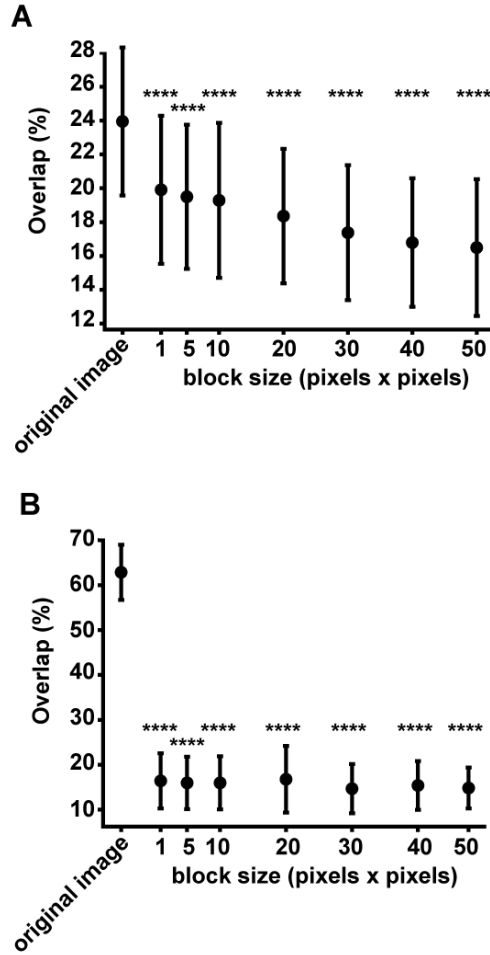 A
Overlap (%)
28
26
24
22
20
18
16
14
12
**** **** **** **** **** **** ****
original image 1 5 10 20 30 40 50
block size (pixels x pixels)
B
Overlap (%)
70
60
50
40
30
20
10
**** **** **** **** **** **** ****
original image 1 5 10 20 30 40 50
block size (pixels x pixels)